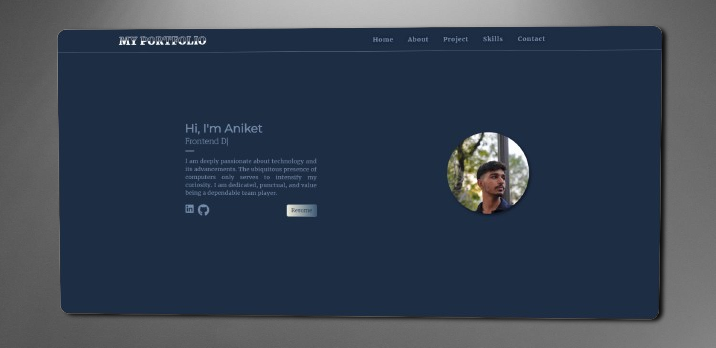 MY PORTFOLIO
Home About Project Skills Contact
Hi, I'm Aniket
Frontend D|
I am deeply passionate about technology and
its advancements. The ubiquitous presence of
computers only serves to intensify my
curiosity. I am dedicated, punctual, and value
being a dependable team player.
in
Resume